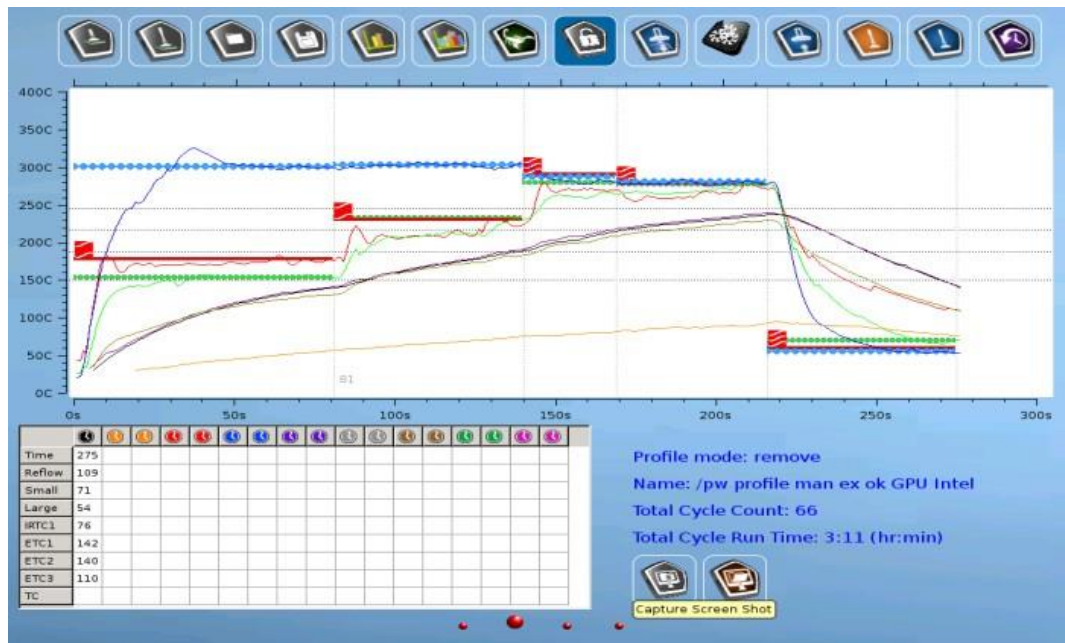 400C
350C
300C
250C
200C
150C
100C
50C
0C
0s 50s 100s 150s 200s 250s 300s
Time 275
Reflow 109
Small 71
Large 54
IRTC1 76
ETC1 142
ETC2 140
ETC3 110
TC
Profile mode: remove
Name: /pw profile man ex ok GPU Intel
Total Cycle Count: 66
Total Cycle Run Time: 3:11 (hr:min)
Capture Screen Shot